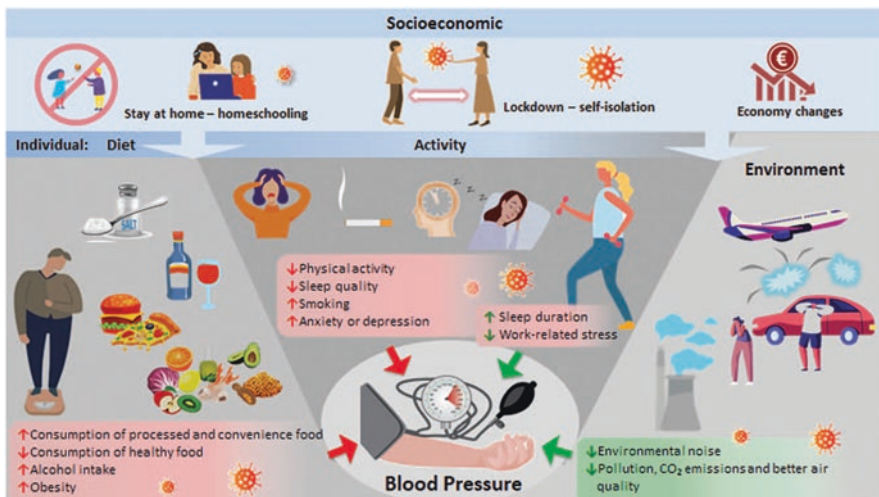 Socioeconomic
Stay at home – homeschooling
Lockdown – self-isolation
€
Economy changes
Individual: Diet
Activity
Environment
SALT
z z z
↓Physical activity
↓Sleep quality
↑Smoking
↑Anxiety or depression
↑ Sleep duration
↓ Work-related stress
↑Consumption of processed and convenience food
↓Consumption of healthy food
↑Alcohol intake
↑Obesity
Blood Pressure
↓Environmental noise
↓Pollution, CO₂ emissions and better air
quality